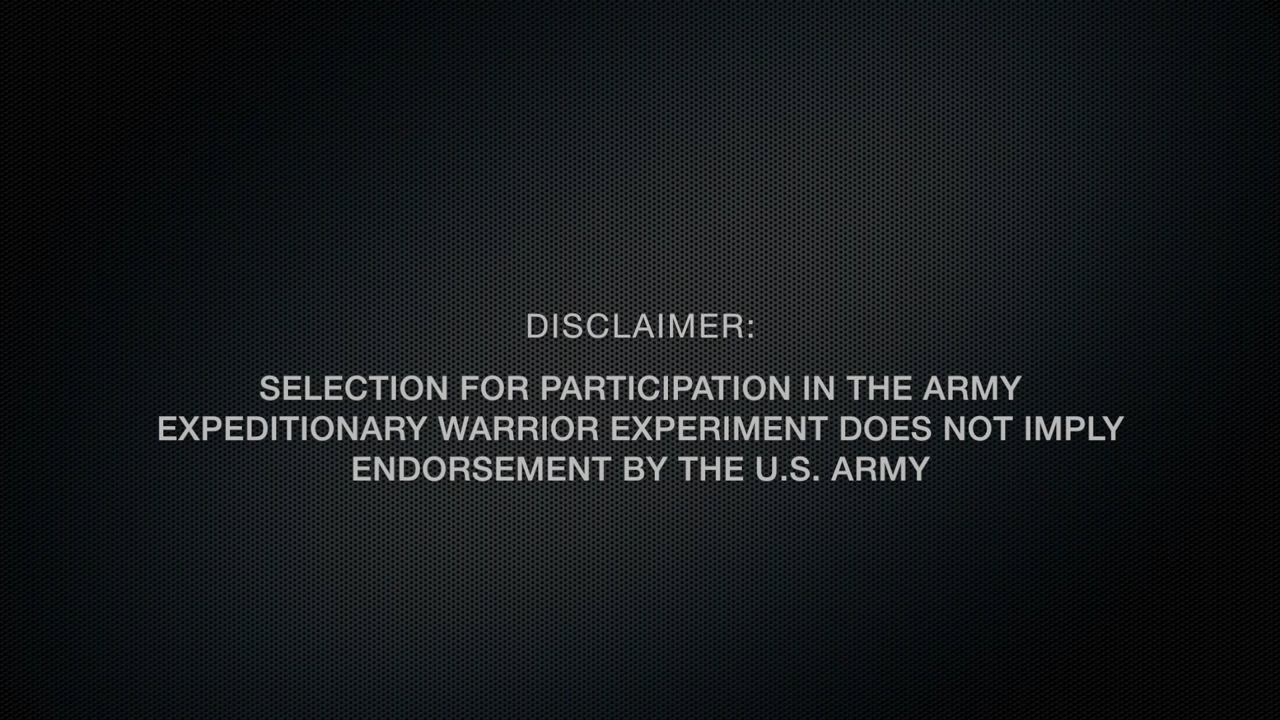 DISCLAIMER:
SELECTION FOR PARTICIPATION IN THE ARMY
EXPEDITIONARY WARRIOR EXPERIMENT DOES NOT IMPLY
ENDORSEMENT BY THE U.S. ARMY